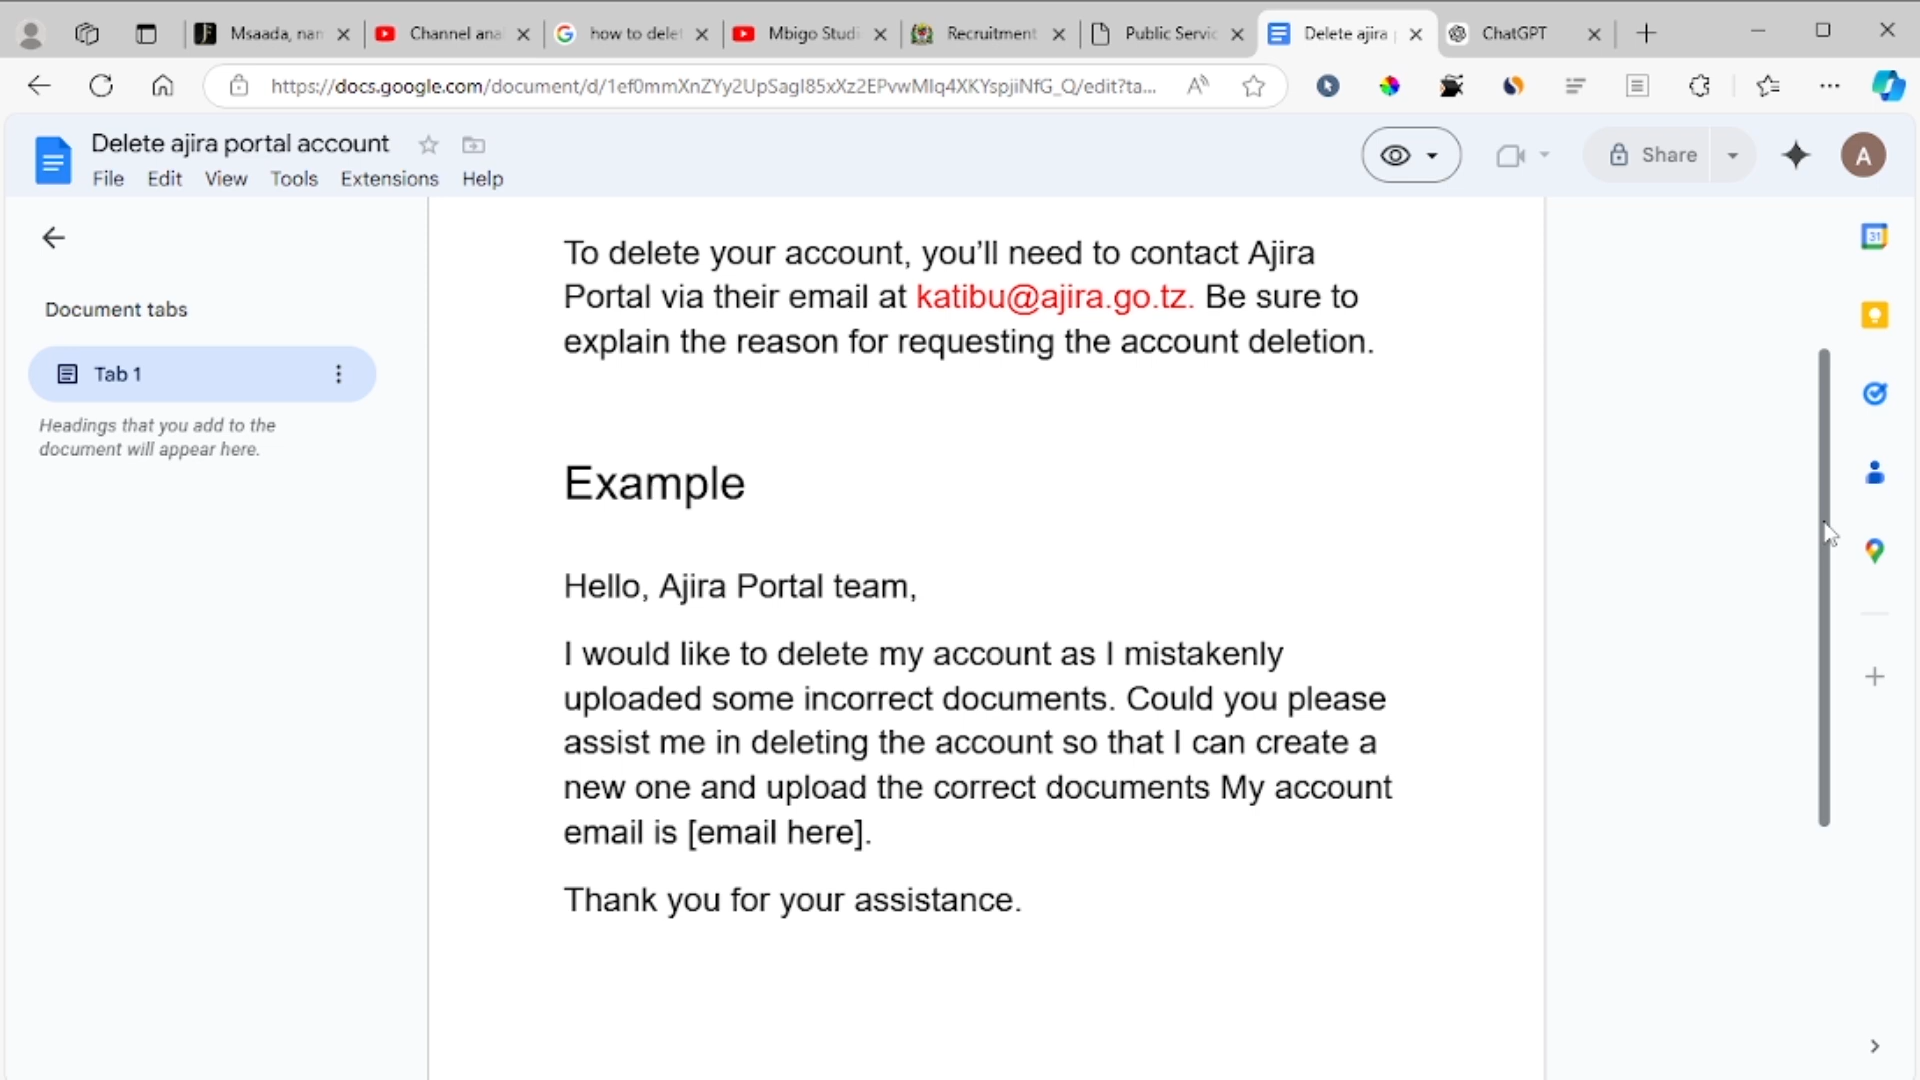 Msaada, nan
Channel ana
how to delet
Mbigo Studi
Recruitment
Public Servic
Delete ajira p
ChatGPT
https://docs.google.com/document/d/1ef0mmXnZYy2UpSagI85xXz2EPvwMIq4XKYspjiNfG_Q/edit?ta...
Delete ajira portal account
File Edit View Tools Extensions Help
Share
A
31
Document tabs
Tab 1
Headings that you add to the
document will appear here.
To delete your account, you’ll need to contact Ajira
Portal via their email at katibu@ajira.go.tz. Be sure to
explain the reason for requesting the account deletion.
Example
Hello, Ajira Portal team,
I would like to delete my account as I mistakenly
uploaded some incorrect documents. Could you please
assist me in deleting the account so that I can create a
new one and upload the correct documents My account
email is [email here].
Thank you for your assistance.